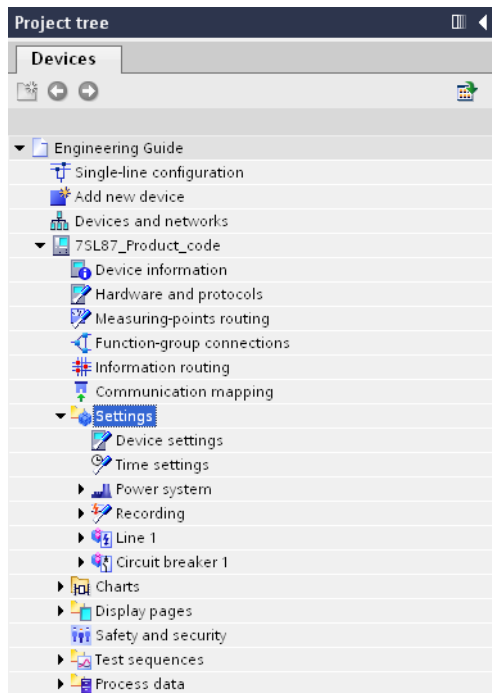 Project tree
Devices
Engineering Guide
Single-line configuration
Add new device
Devices and networks
7SL87_Product_code
Device information
Hardware and protocols
Measuring-points routing
Function-group connections
Information routing
Communication mapping
Settings
Device settings
Time settings
Power system
Recording
Line 1
Circuit breaker 1
Charts
Display pages
Safety and security
Test sequences
Process data